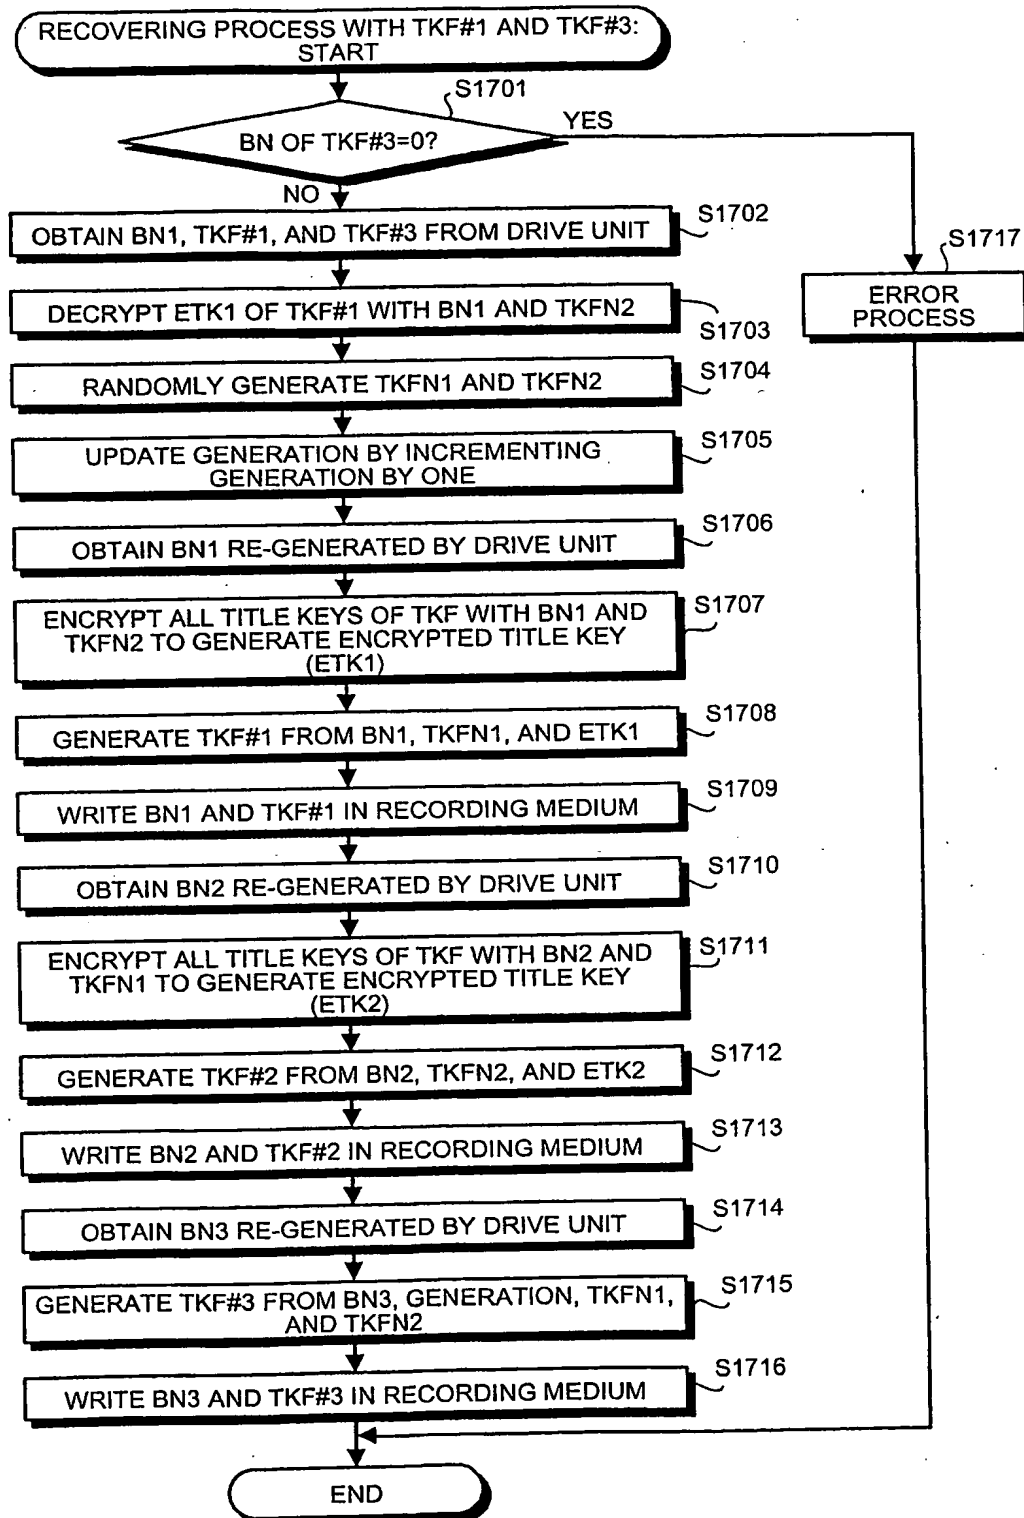 RECOVERING PROCESS WITH TKF#1 AND TKF#3:
START
S1701
BN OF TKF#3=0?
YES
NO
S1702
OBTAIN BN1, TKF#1, AND TKF#3 FROM DRIVE UNIT
S1717
ERROR
PROCESS
DECRYPT ETK1 OF TKF#1 WITH BN1 AND TKFN2
S1703
RANDOMLY GENERATE TKFN1 AND TKFN2
S1704
UPDATE GENERATION BY INCREMENTING
GENERATION BY ONE
S1705
OBTAIN BN1 RE-GENERATED BY DRIVE UNIT
S1706
ENCRYPT ALL TITLE KEYS OF TKF WITH BN1 AND
TKFN2 TO GENERATE ENCRYPTED TITLE KEY
(ETK1)
S1707
GENERATE TKF#1 FROM BN1, TKFN1, AND ETK1
S1708
WRITE BN1 AND TKF#1 IN RECORDING MEDIUM
S1709
OBTAIN BN2 RE-GENERATED BY DRIVE UNIT
S1710
ENCRYPT ALL TITLE KEYS OF TKF WITH BN2 AND
TKFN1 TO GENERATE ENCRYPTED TITLE KEY
(ETK2)
S1711
GENERATE TKF#2 FROM BN2, TKFN2, AND ETK2
S1712
WRITE BN2 AND TKF#2 IN RECORDING MEDIUM
S1713
OBTAIN BN3 RE-GENERATED BY DRIVE UNIT
S1714
GENERATE TKF#3 FROM BN3, GENERATION, TKFN1,
AND TKFN2
S1715
WRITE BN3 AND TKF#3 IN RECORDING MEDIUM
S1716
END